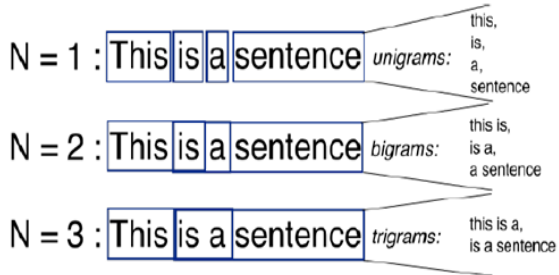 this,
is,
N = 1 : This is a sentence unigrams: a,
sentence
this is,
N = 2 : This is a sentence bigrams: is a,
a sentence
N = 3 : This is a sentence trigrams: this is a,
is a sentence